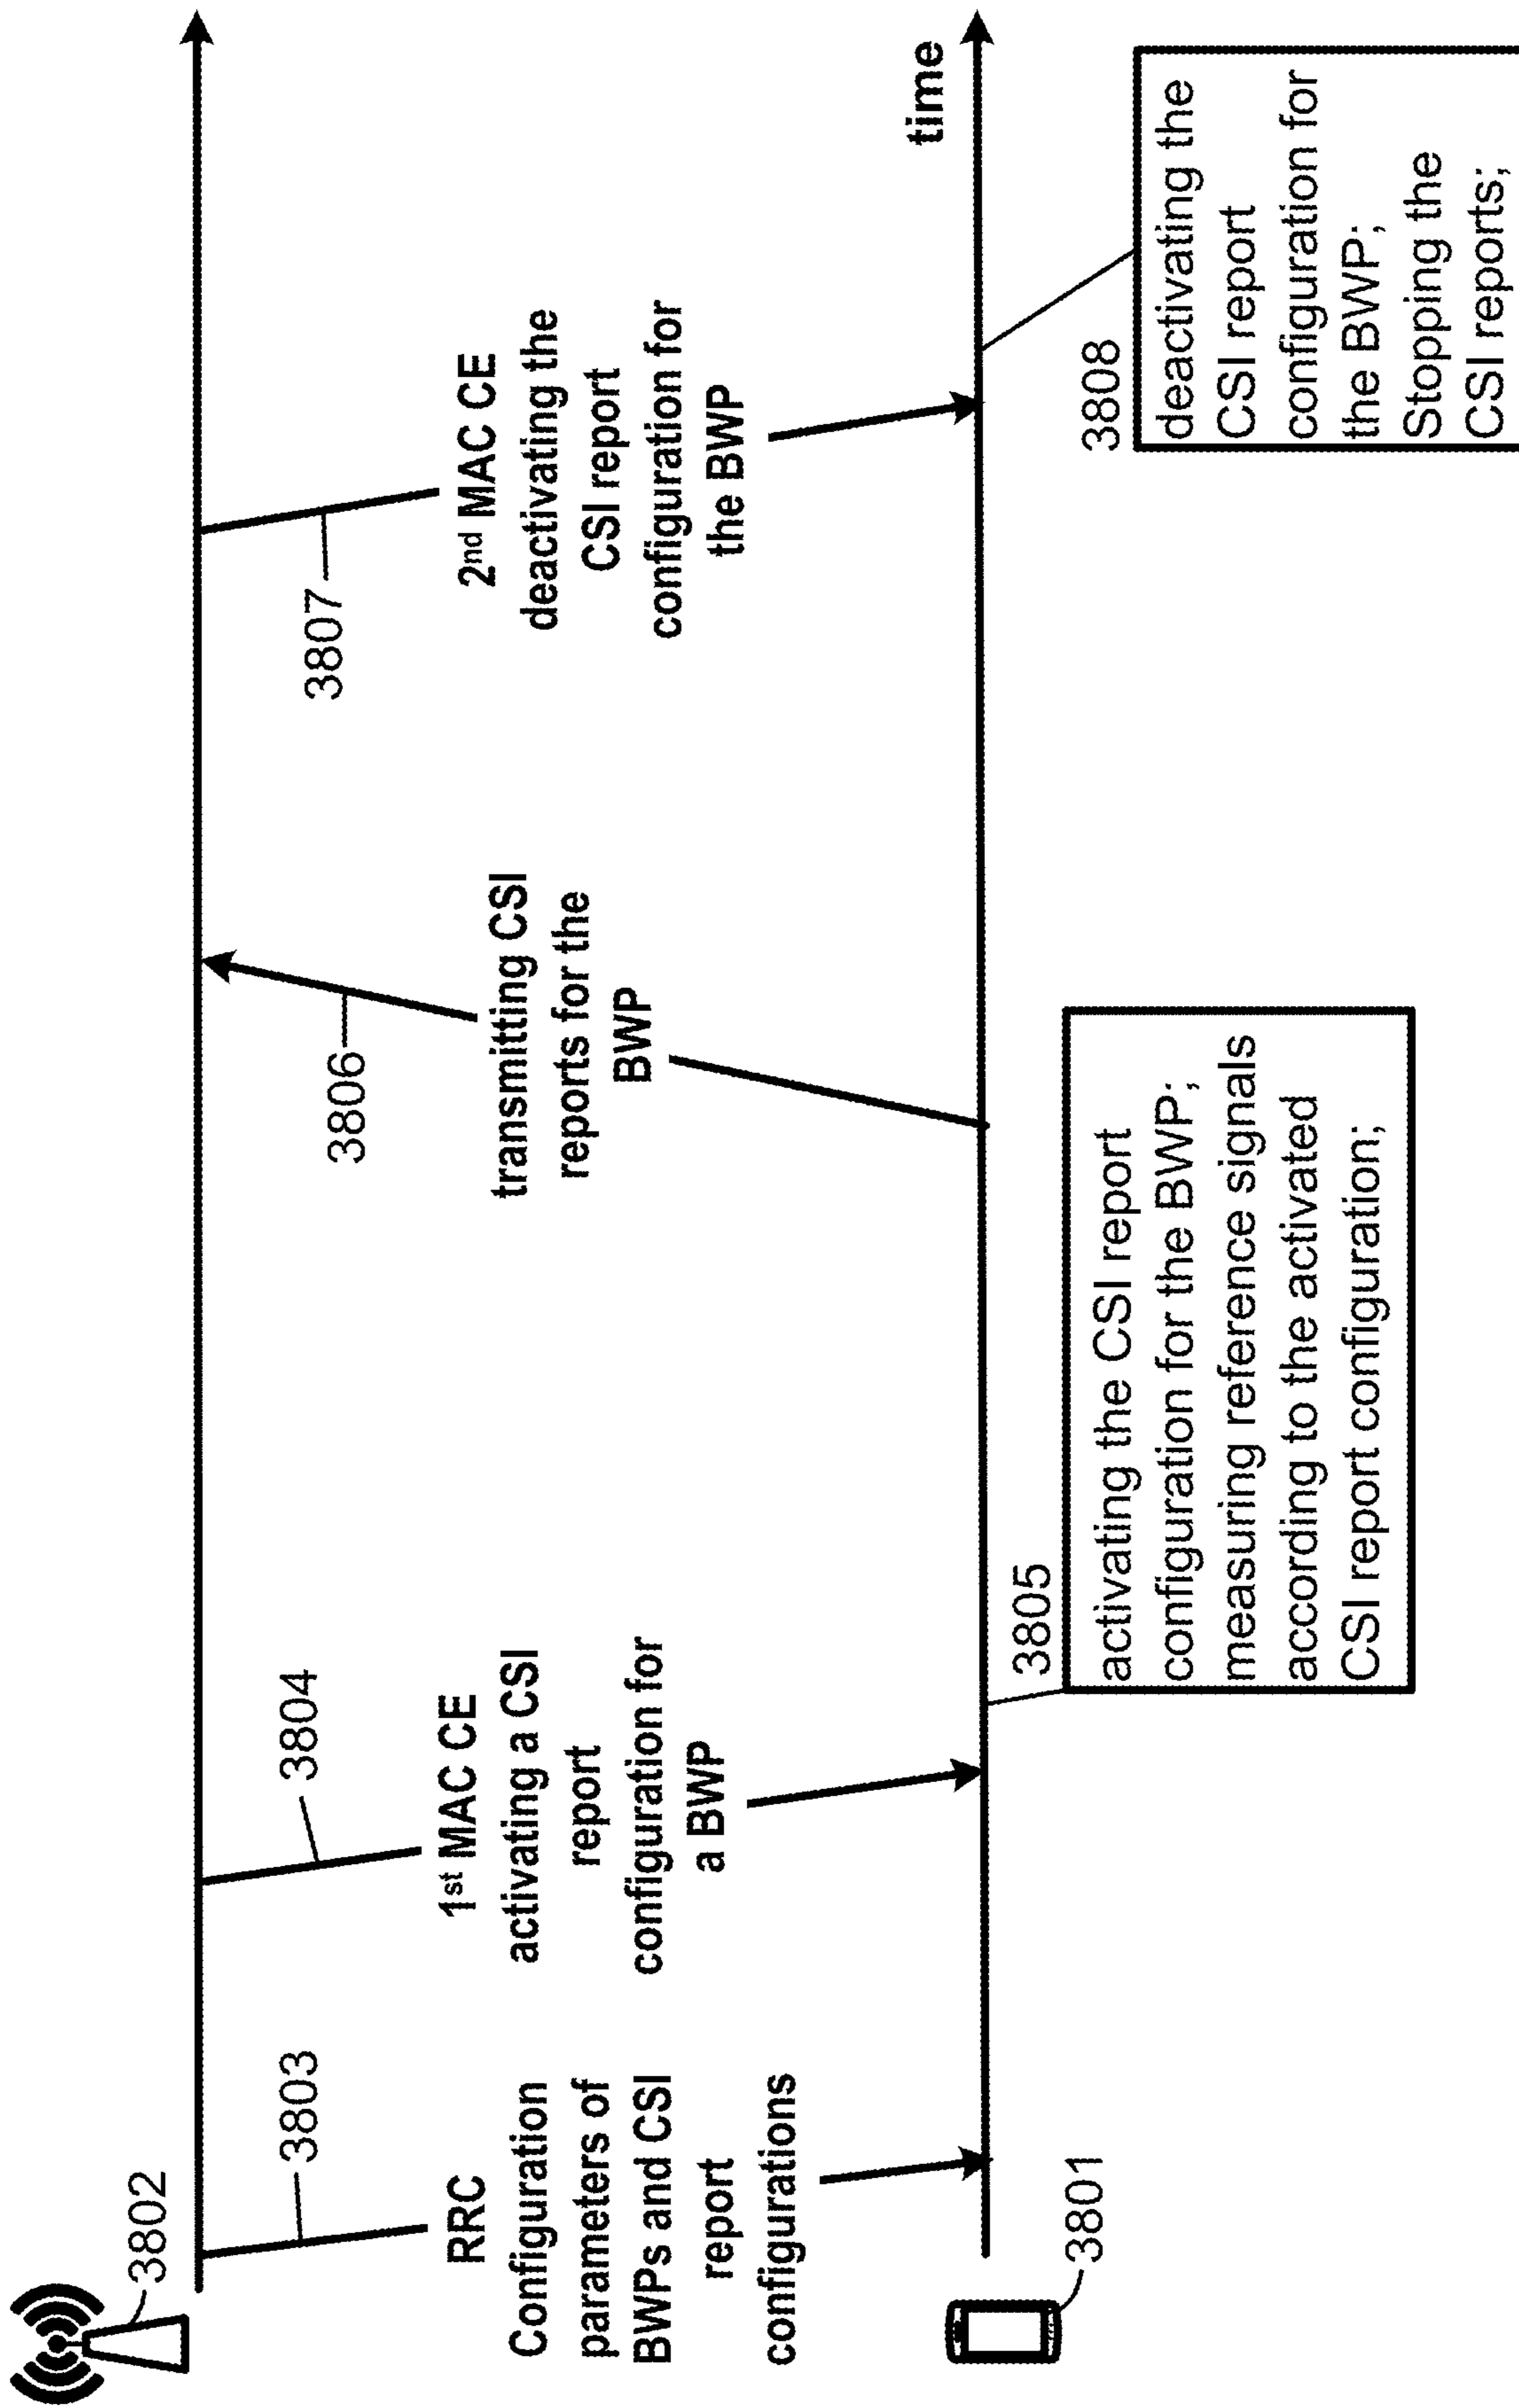 3802
3803
RRC
Configuration
parameters of
BWPs and CSI
report
configurations
3801
3804
1st MAC CE
activating a CSI
report
configuration for
a BWP
3805
activating the CSI report
configuration for the BWP;
measuring reference signals
according to the activated
CSI report configuration;
3806
transmitting CSI
reports for the
BWP
3807
2nd MAC CE
deactivating the
CSI report
configuration for
the BWP
time
3808
deactivating the
CSI report
configuration for
the BWP;
Stopping the
CSI reports;